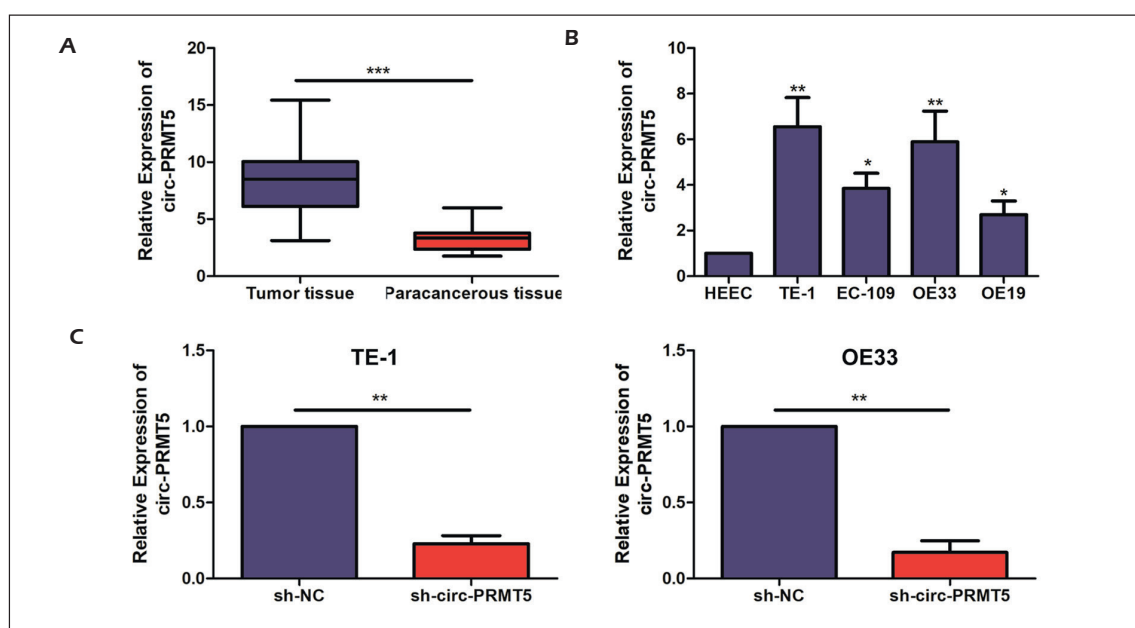 A
Relative Expression of
circ-PRMT5
20
15
10
5
0
***
Tumor tissue
Paracancerous tissue
B
Relative Expression of
circ-PRMT5
10
8
6
4
2
0
**
*
**
*
HEEC
TE-1
EC-109
OE33
OE19
C
Relative Expression of
circ-PRMT5
1.5
1.0
0.5
0.0
TE-1
**
sh-NC
sh-circ-PRMT5
Relative Expression of
circ-PRMT5
1.5
1.0
0.5
0.0
OE33
**
sh-NC
sh-circ-PRMT5